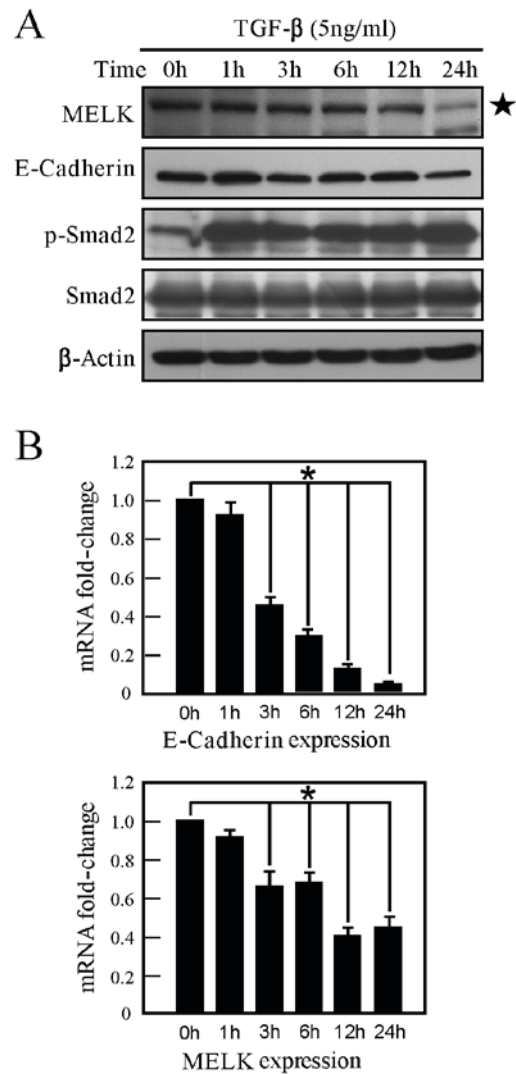 A
TGF-β (5ng/ml)
Time 0h 1h 3h 6h 12h 24h
MELK
E-Cadherin
p-Smad2
Smad2
β-Actin
B
mRNA fold-change
1.2
1.0
0.8
0.6
0.4
0.2
0
*
0h 1h 3h 6h 12h 24h
E-Cadherin expression
mRNA fold-change
1.2
1.0
0.8
0.6
0.4
0.2
0
*
0h 1h 3h 6h 12h 24h
MELK expression